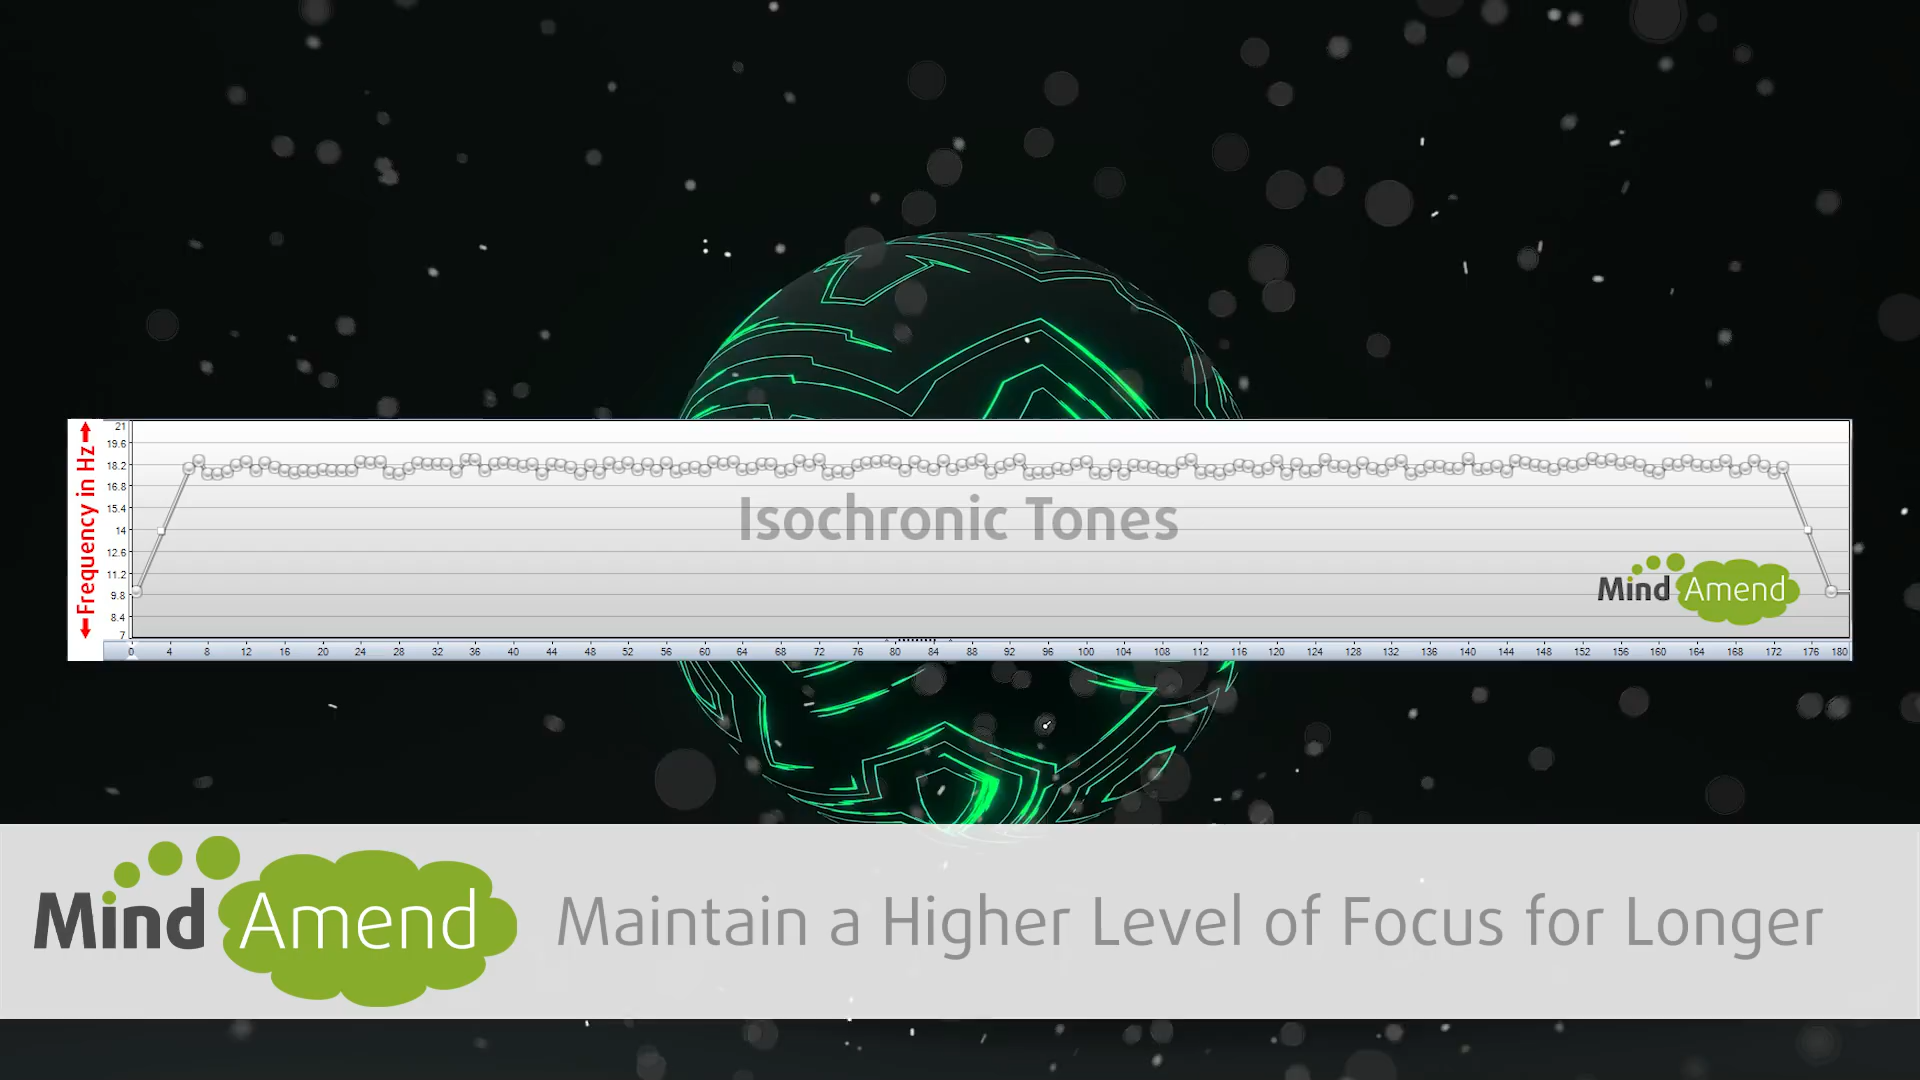 ←Frequency in Hz→
21
19.6
18.2
16.8
15.4
14
12.6
11.2
9.8
8.4
7
Isochronic Tones
Mind Amend
0 4 8 12 16 20 24 28 32 36 40 44 48 52 56 60 64 68 72 76 80 84 88 92 96 100 104 108 112 116 120 124 128 132 136 140 144 148 152 156 160 164 168 172 176 180
Mind Amend
Maintain a Higher Level of Focus for Longer